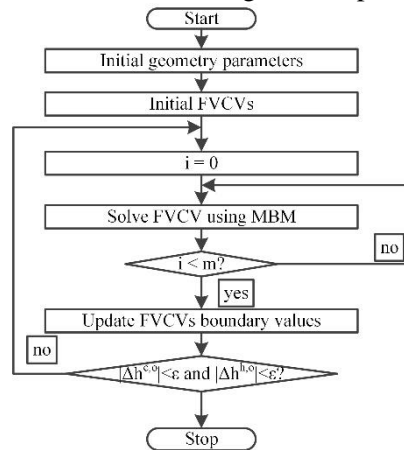 Start
Initial geometry parameters
Initial FVCVs
i = 0
Solve FVCV using MBM
i < m?
no
yes
Update FVCVs boundary values
no
|Δh^{c,o}|<ε and |Δh^{h,o}|<ε?
Stop